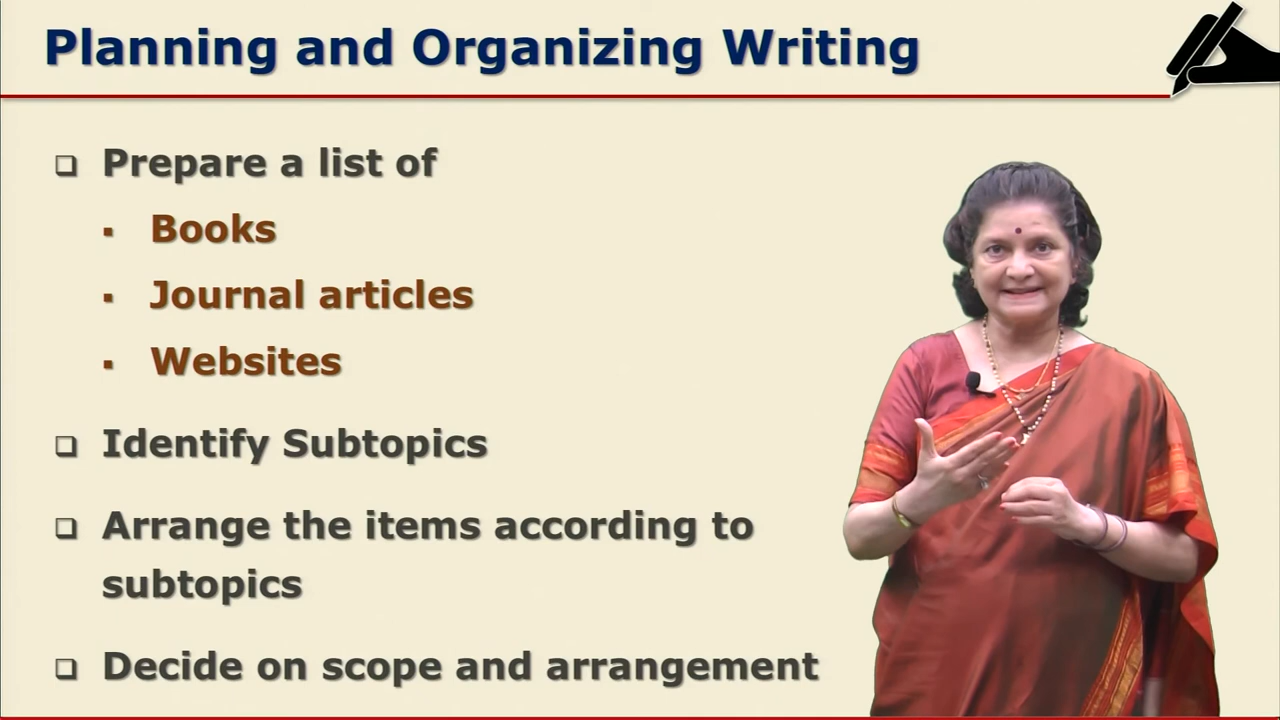 Planning and Organizing Writing
Prepare a list of
Books
Journal articles
Websites
Identify Subtopics
Arrange the items according to
subtopics
Decide on scope and arrangement